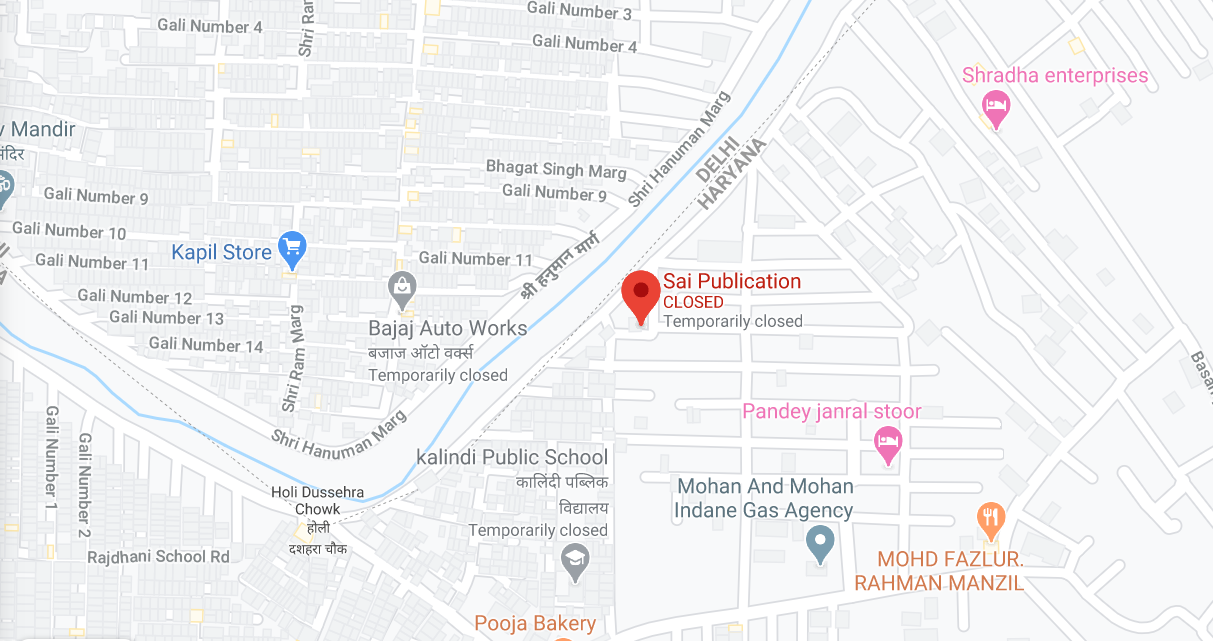 Gali Number 3
Gali Number 4
Gali Number 4
Shri Ram
Shradha enterprises
Mandir
मंदिर
Shri Hanuman Marg
DELHI
HARYANA
Bhagat Singh Marg
Gali Number 9
Gali Number 9
Gali Number 10
Kapil Store
Gali Number 11
Gali Number 11
श्री हनुमान मार्ग
Gali Number 12
Gali Number 13
Gali Number 14
Shri Ram Marg
Bajaj Auto Works
बजाज ऑटो वर्क्स
Temporarily closed
Sai Publication
CLOSED
Temporarily closed
Basan
Pandey janral stoor
Shri Hanuman Marg
Gali Number 1
Gali Number 2
kalindi Public School
कालिंदी पब्लिक
विद्यालय
Temporarily closed
Mohan And Mohan
Indane Gas Agency
Holi Dussehra
Chowk
होली
दशहरा चौक
Rajdhani School Rd
MOHD FAZLUR.
RAHMAN MANZIL
Pooja Bakery